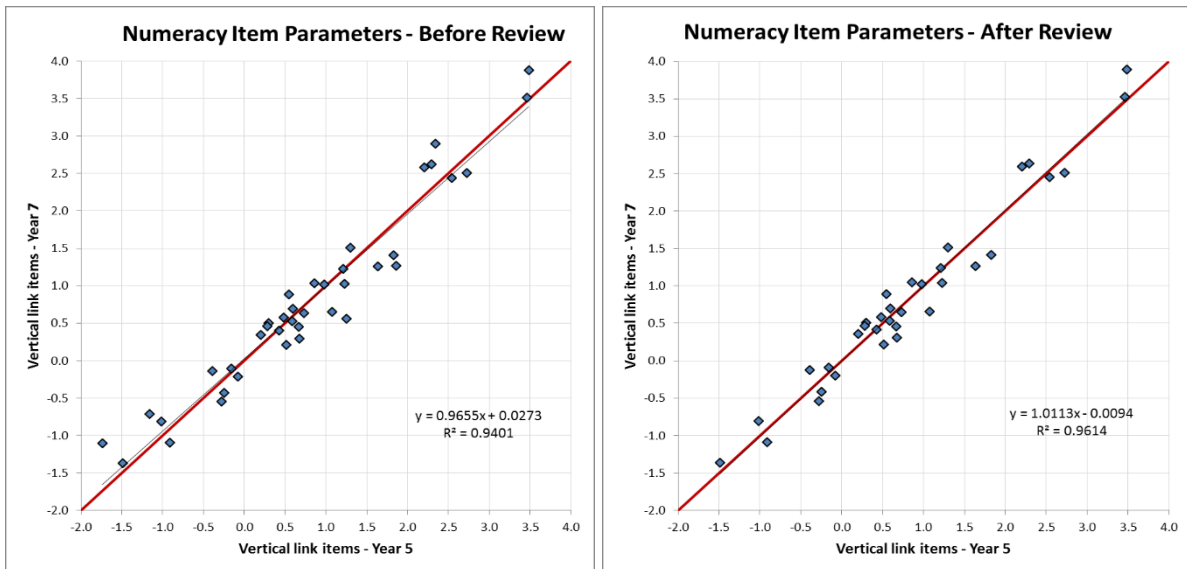 Numeracy Item Parameters - Before Review
4.0
3.5
3.0
2.5
2.0
1.5
1.0
0.5
0.0
-0.5
-1.0
-1.5
-2.0
Vertical link items - Year 7
y = 0.9655x + 0.0273
R² = 0.9401
-2.0 -1.5 -1.0 -0.5 0.0 0.5 1.0 1.5 2.0 2.5 3.0 3.5 4.0
Vertical link items - Year 5
Numeracy Item Parameters - After Review
4.0
3.5
3.0
2.5
2.0
1.5
1.0
0.5
0.0
-0.5
-1.0
-1.5
-2.0
Vertical link items - Year 7
y = 1.0113x - 0.0094
R² = 0.9614
-2.0 -1.5 -1.0 -0.5 0.0 0.5 1.0 1.5 2.0 2.5 3.0 3.5 4.0
Vertical link items - Year 5